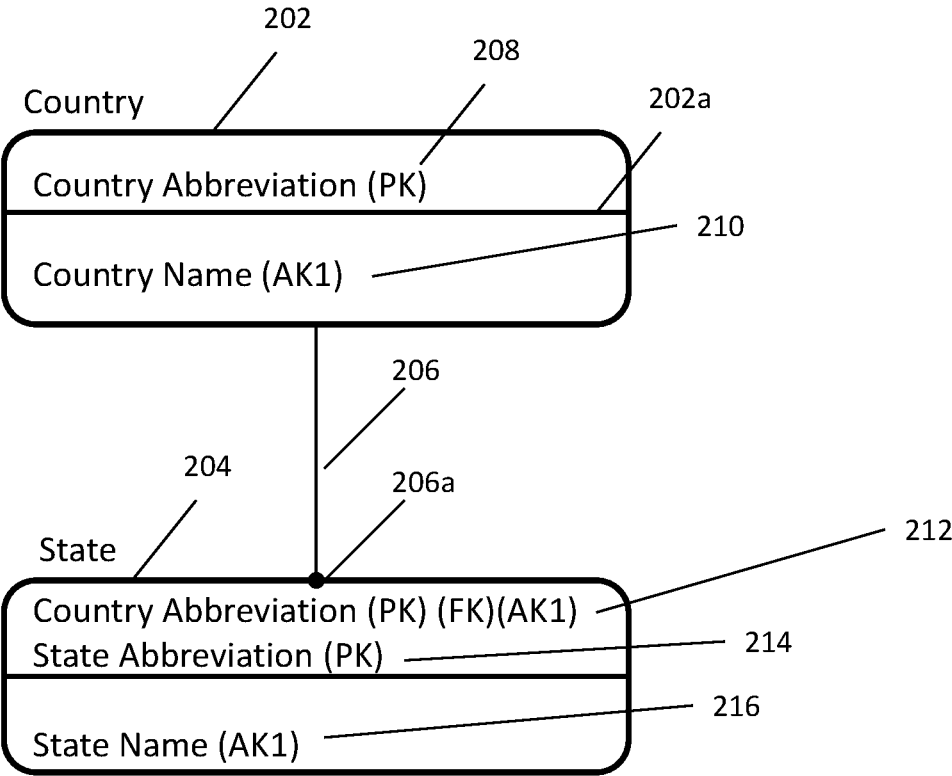 202
208
Country
202a
Country Abbreviation (PK)
210
Country Name (AK1)
206
204
206a
State
212
Country Abbreviation (PK) (FK)(AK1)
State Abbreviation (PK)
214
216
State Name (AK1)